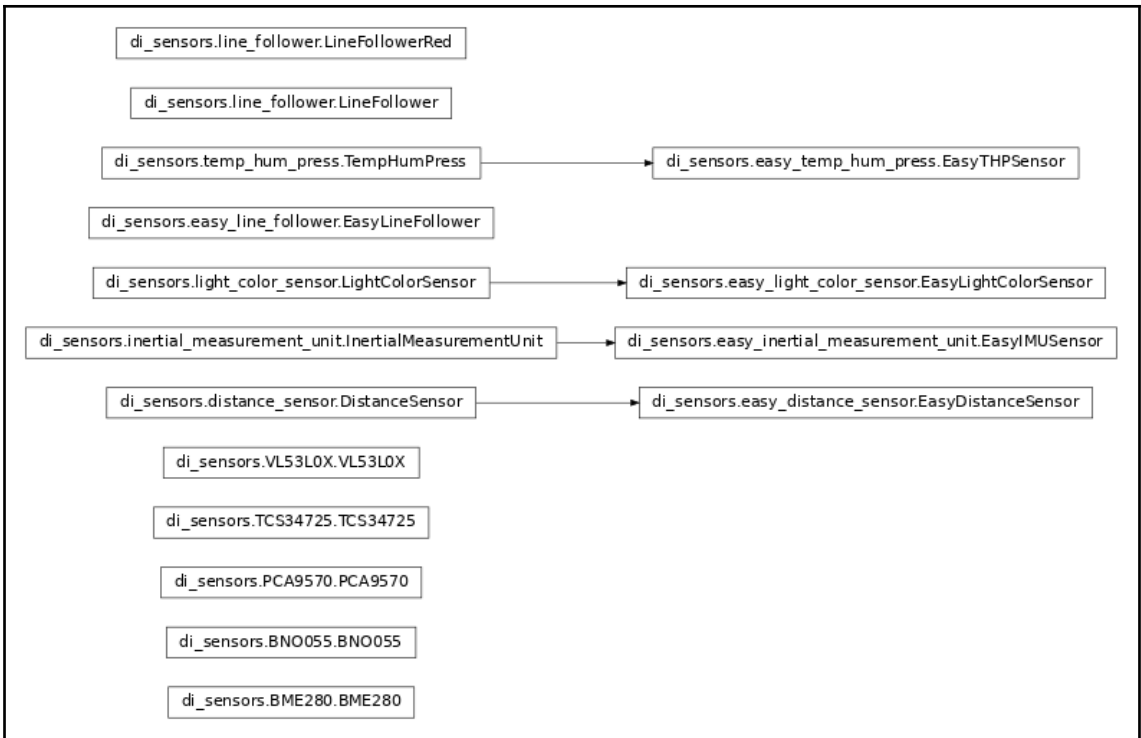 di_sensors.line_follower.LineFollowerRed
di_sensors.line_follower.LineFollower
di_sensors.temp_hum_press.TempHumPress
di_sensors.easy_temp_hum_press.EasyTHPSensor
di_sensors.easy_line_follower.EasyLineFollower
di_sensors.light_color_sensor.LightColorSensor
di_sensors.easy_light_color_sensor.EasyLightColorSensor
di_sensors.inertial_measurement_unit.InertialMeasurementUnit
di_sensors.easy_inertial_measurement_unit.EasyIMUSensor
di_sensors.distance_sensor.DistanceSensor
di_sensors.easy_distance_sensor.EasyDistanceSensor
di_sensors.VL53L0X.VL53L0X
di_sensors.TCS34725.TCS34725
di_sensors.PCA9570.PCA9570
di_sensors.BNO055.BNO055
di_sensors.BME280.BME280